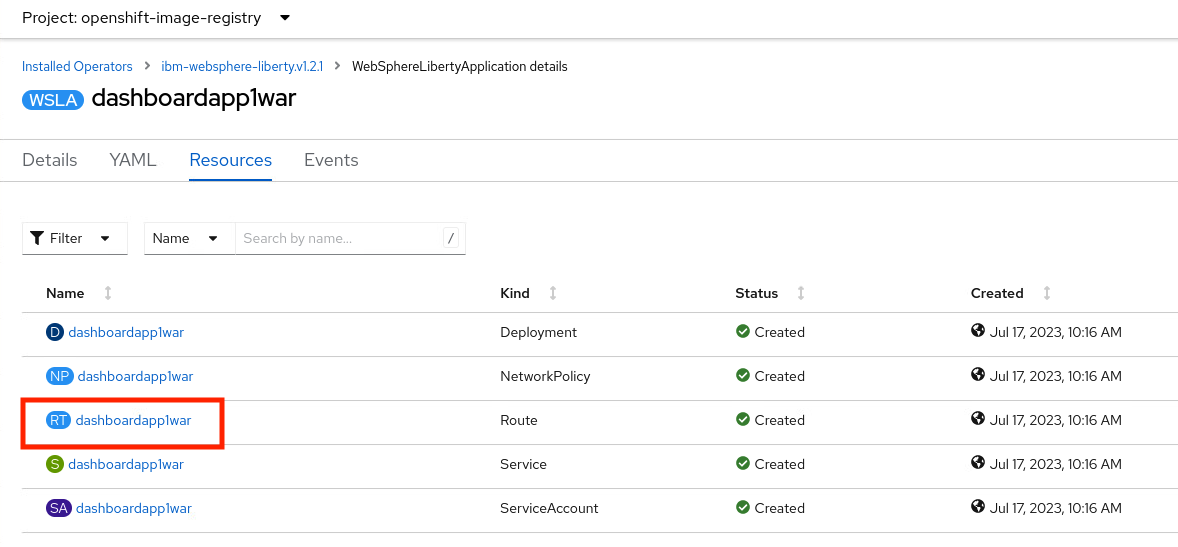 Project: openshift-image-registry
Installed Operators > ibm-websphere-liberty.v1.2.1 > WebSphereLibertyApplication details
WSLA dashboardapp1war
Details YAML Resources Events
Filter Name Search by name... /
Name Kind Status Created
D dashboardapp1war Deployment Created Jul 17, 2023, 10:16 AM
NP dashboardapp1war NetworkPolicy Created Jul 17, 2023, 10:16 AM
RT dashboardapp1war Route Created Jul 17, 2023, 10:16 AM
S dashboardapp1war Service Created Jul 17, 2023, 10:16 AM
SA dashboardapp1war ServiceAccount Created Jul 17, 2023, 10:16 AM